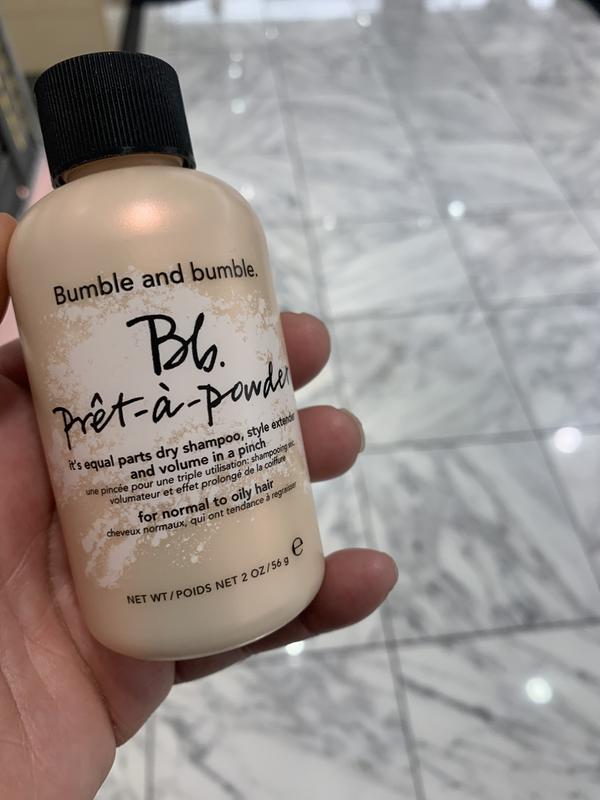 Bumble and bumble.
Bb.
Prêt-à-powder
it's equal parts dry shampoo, style extender
and volume in a pinch
une pincée pour une triple utilisation: shampooing sec,
volumateur et effet prolongé de la coiffure
for normal to oily hair
cheveux normaux, qui ont tendance à regraisser
NET WT/POIDS NET 2 OZ/56 g e